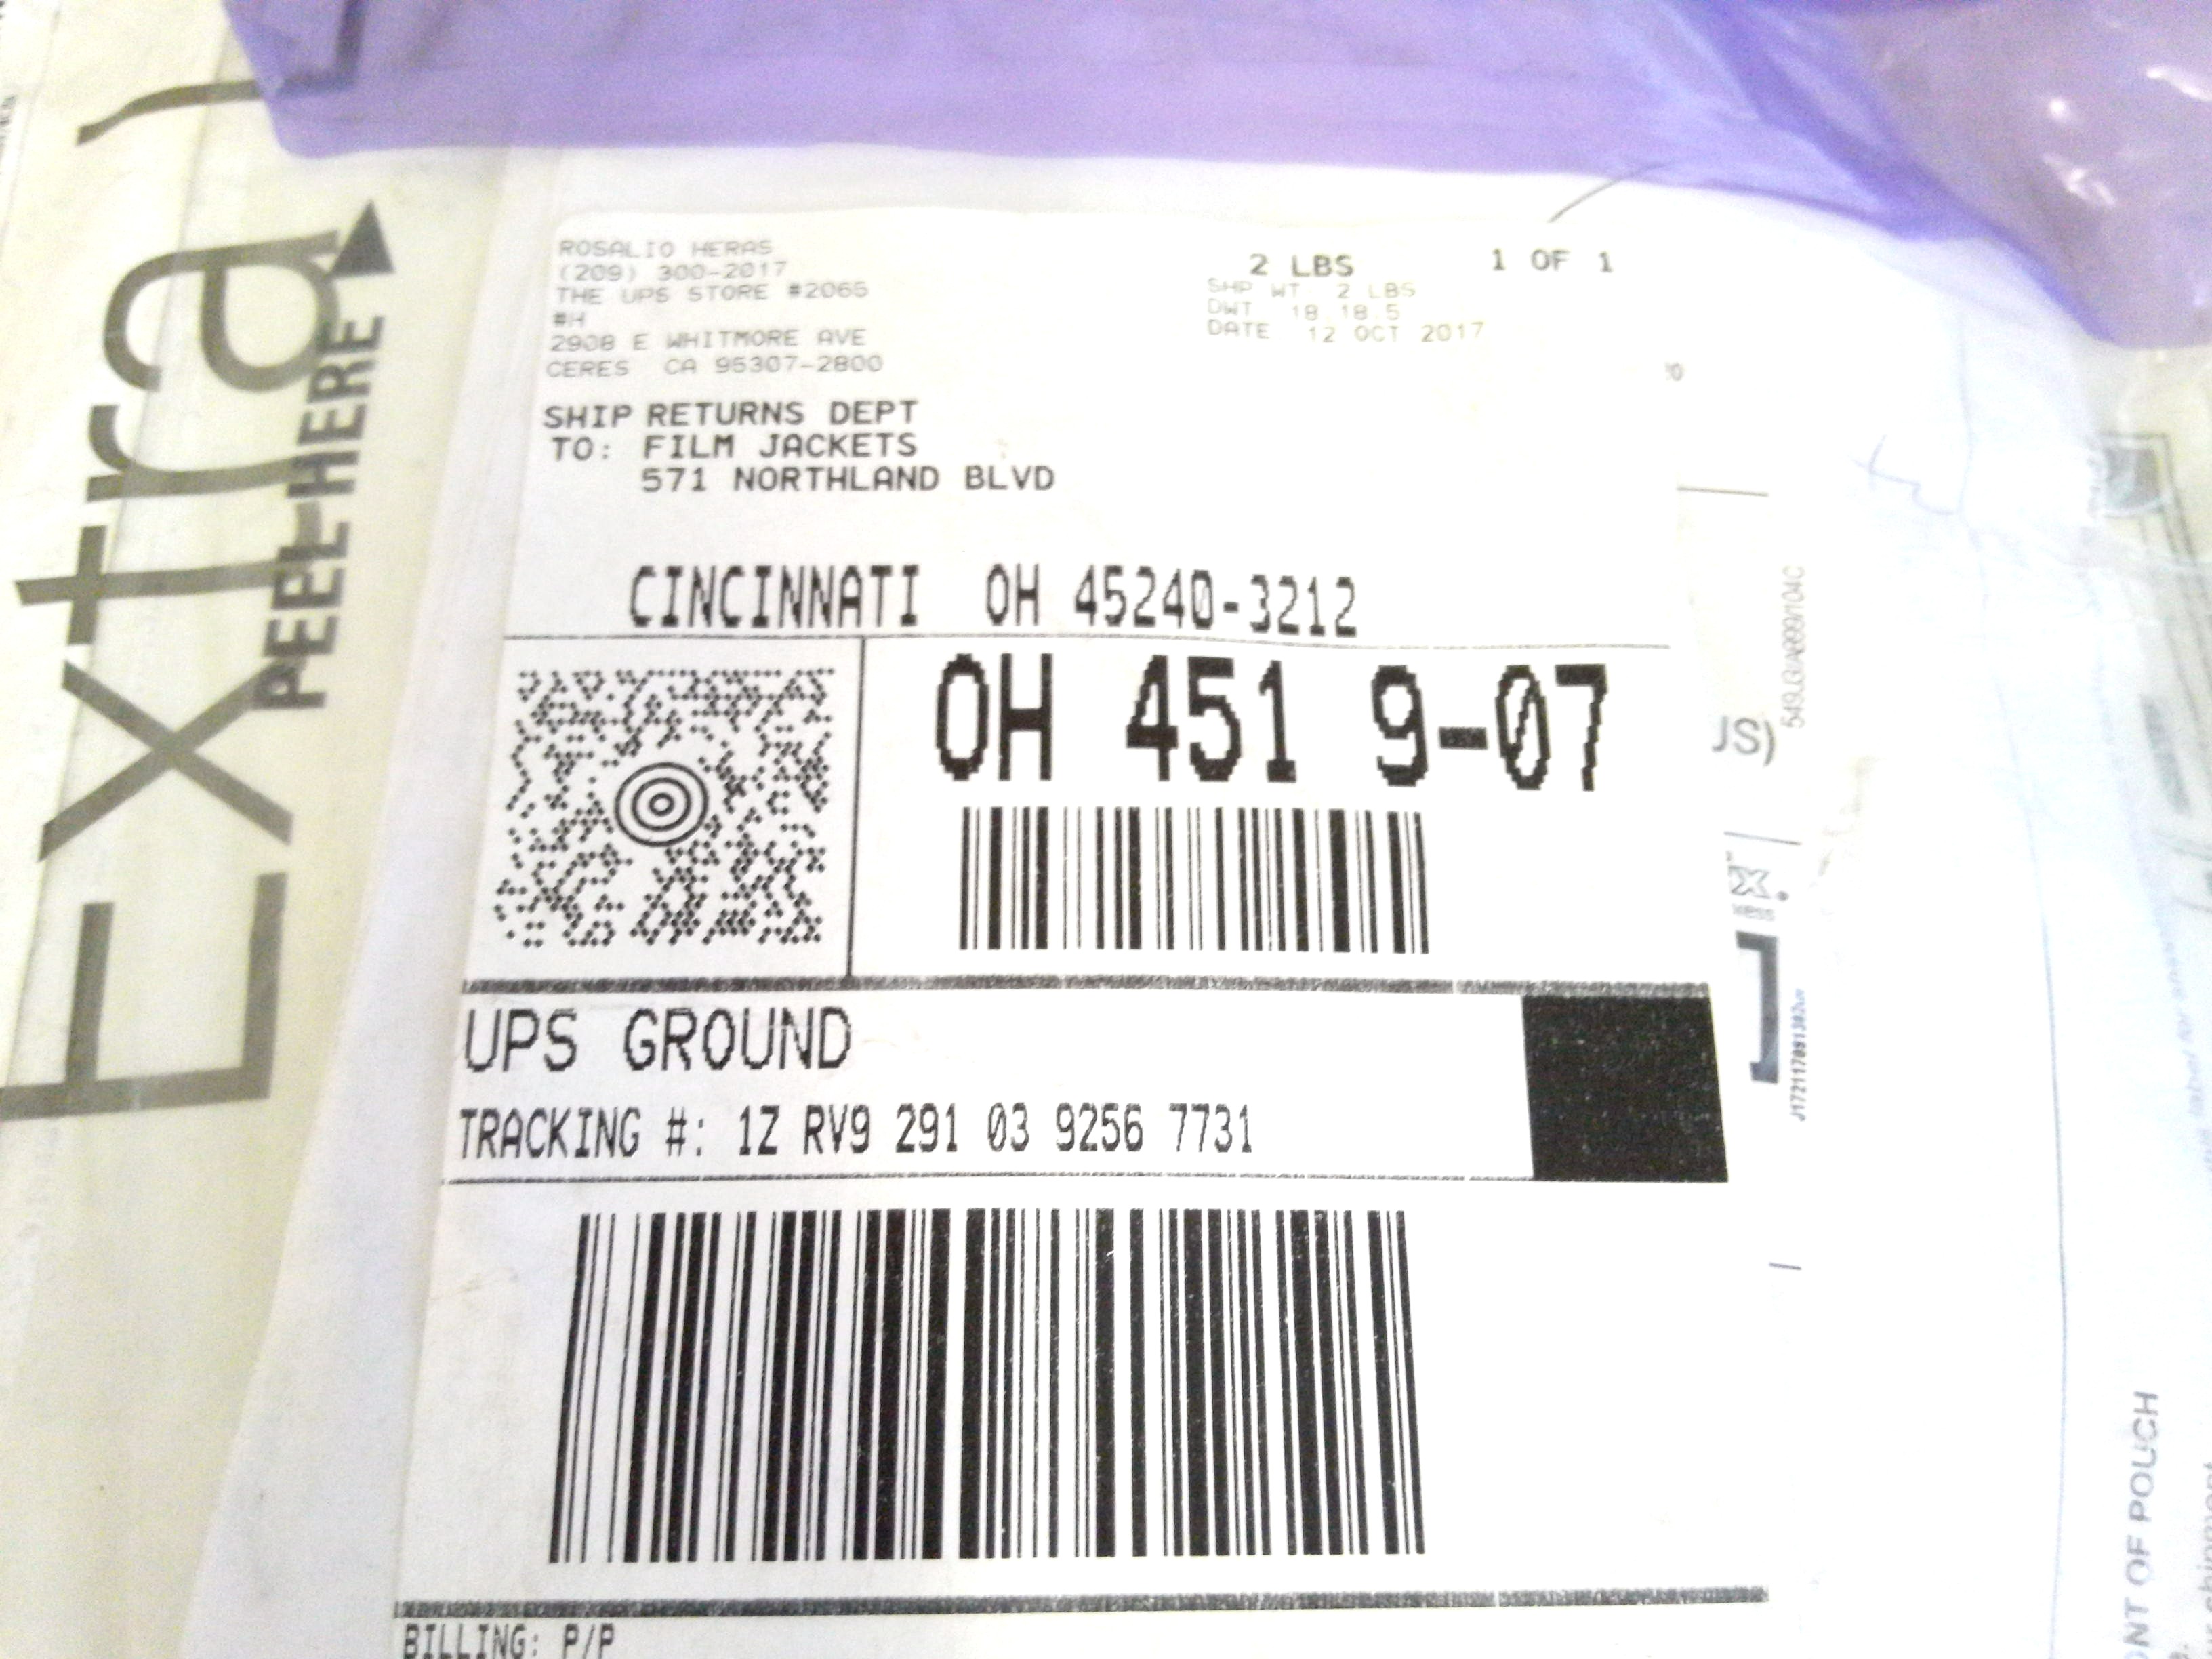 Extra
PEEL HERE
ROSALIO HERAS
(209) 300-2017
THE UPS STORE #2065
#H
2908 E WHITMORE AVE
CERES CA 95307-2800
2 LBS 1 OF 1
SHP WT 2 LBS
DWT 18 18 5
DATE 12 OCT 2017
SHIP RETURNS DEPT
TO: FILM JACKETS
571 NORTHLAND BLVD
CINCINNATI OH 45240-3212
OH 451 9-07
UPS GROUND
TRACKING #: 1Z RV9 291 03 9256 7731
BILLING: P/P
JS)
x.
OF POUCH